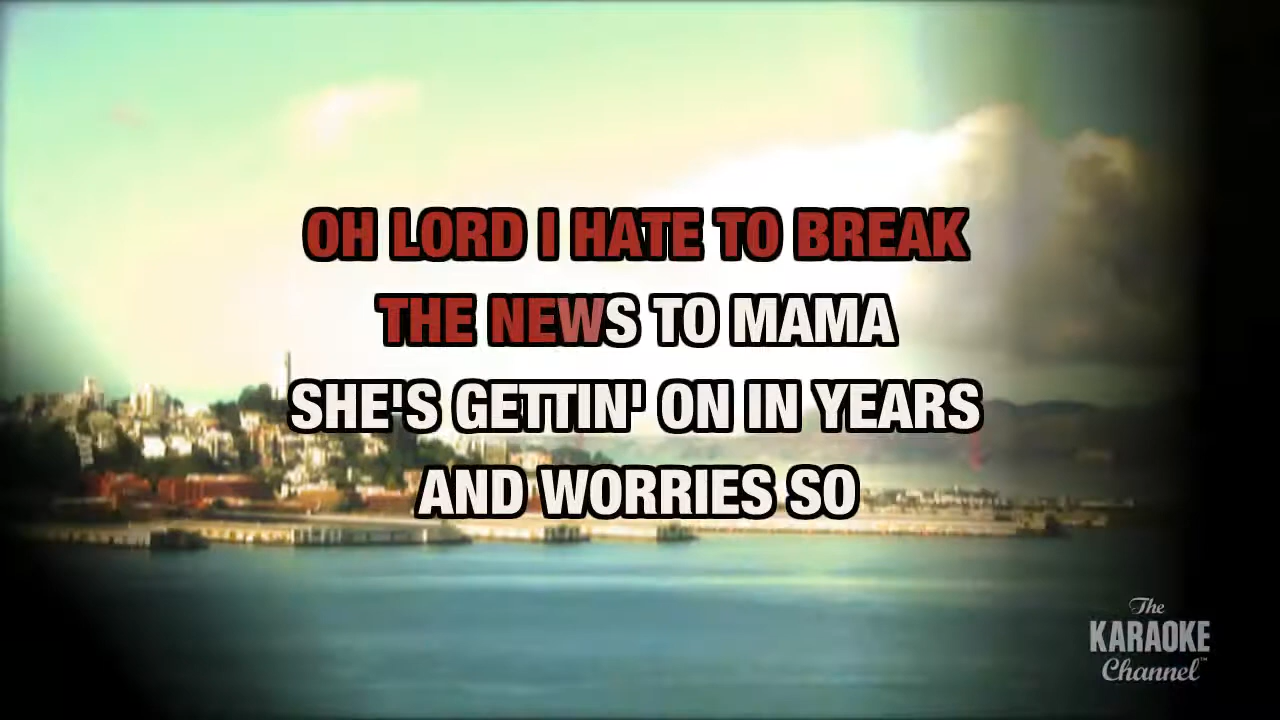 OH LORD I HATE TO BREAK
THE NEWS TO MAMA
SHE'S GETTIN' ON IN YEARS
AND WORRIES SO
The
KARAOKE
Channel™